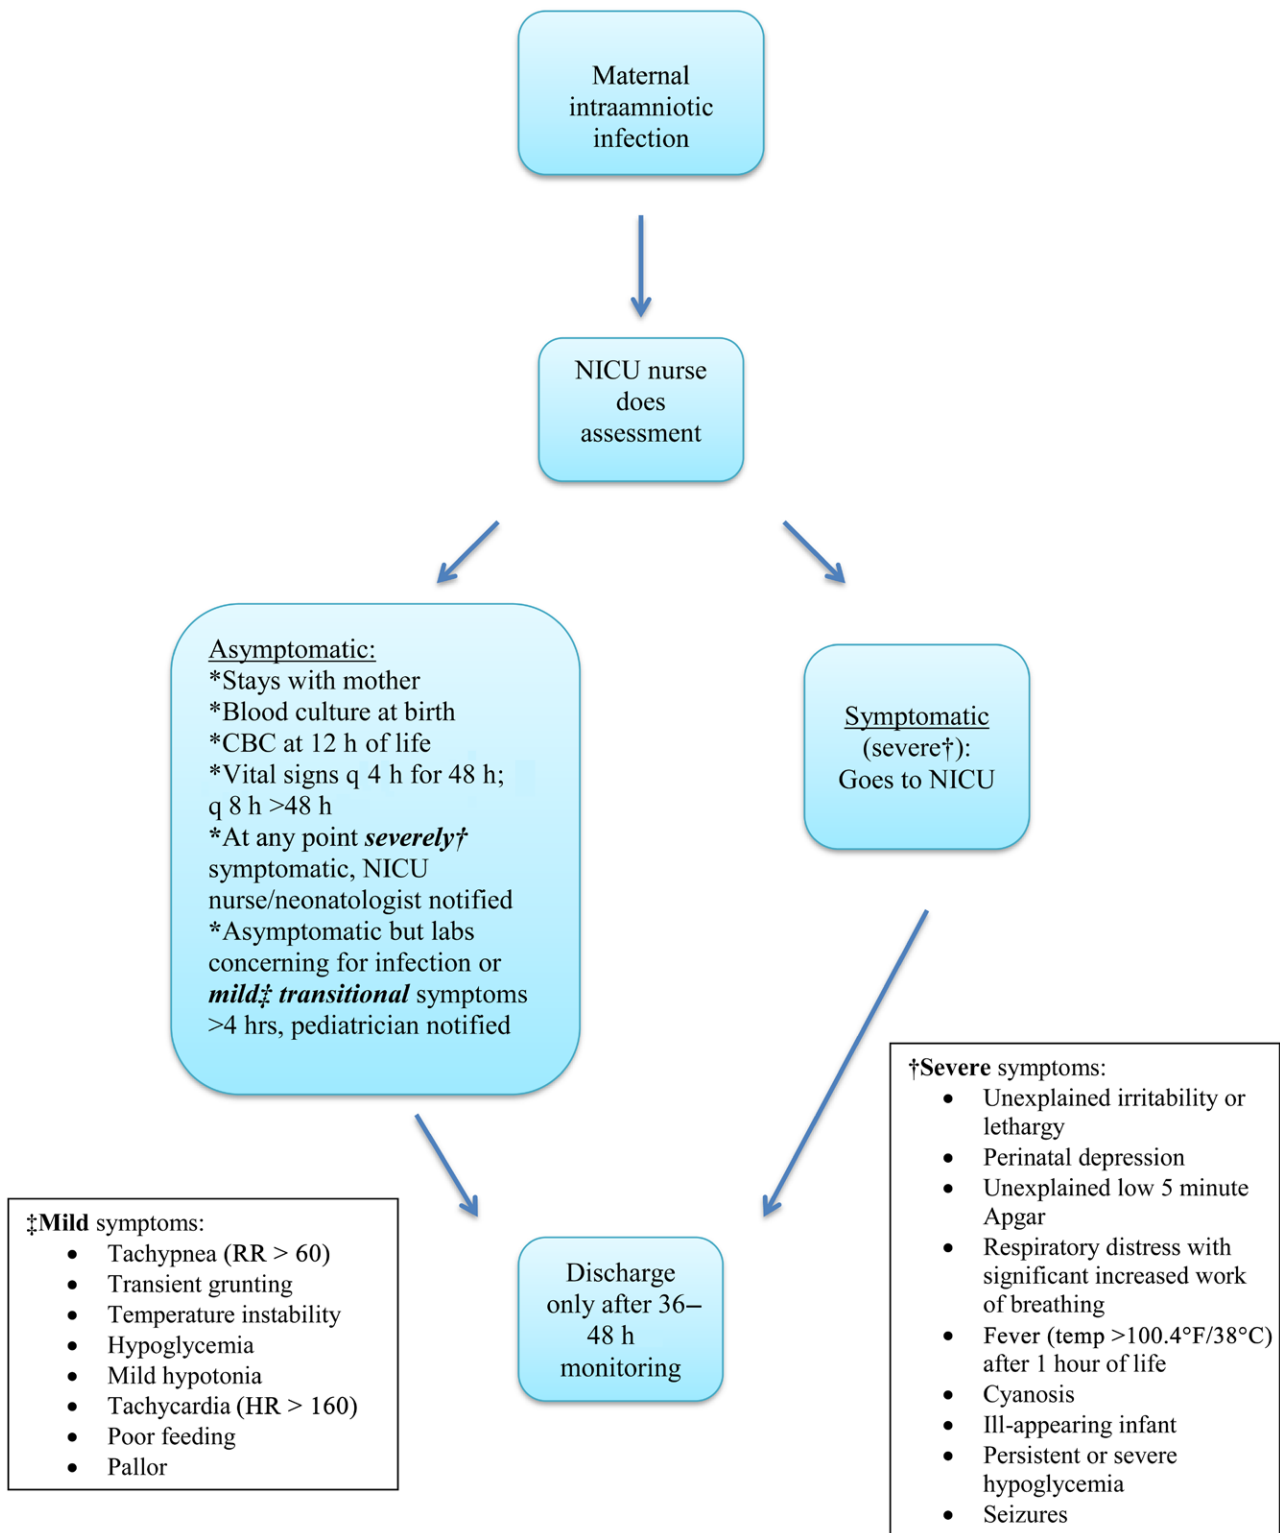 Maternal
intraamniotic
infection
NICU nurse
does
assessment
Asymptomatic:
*Stays with mother
*Blood culture at birth
*CBC at 12 h of life
*Vital signs q 4 h for 48 h;
q 8 h >48 h
*At any point severely†
symptomatic, NICU
nurse/neonatologist notified
*Asymptomatic but labs
concerning for infection or
mild‡ transitional symptoms
>4 hrs, pediatrician notified
Symptomatic
(severe†):
Goes to NICU
‡Mild symptoms:
• Tachypnea (RR > 60)
• Transient grunting
• Temperature instability
• Hypoglycemia
• Mild hypotonia
• Tachycardia (HR > 160)
• Poor feeding
• Pallor
Discharge
only after 36–
48 h
monitoring
†Severe symptoms:
• Unexplained irritability or
lethargy
• Perinatal depression
• Unexplained low 5 minute
Apgar
• Respiratory distress with
significant increased work
of breathing
• Fever (temp >100.4°F/38°C)
after 1 hour of life
• Cyanosis
• Ill-appearing infant
• Persistent or severe
hypoglycemia
• Seizures